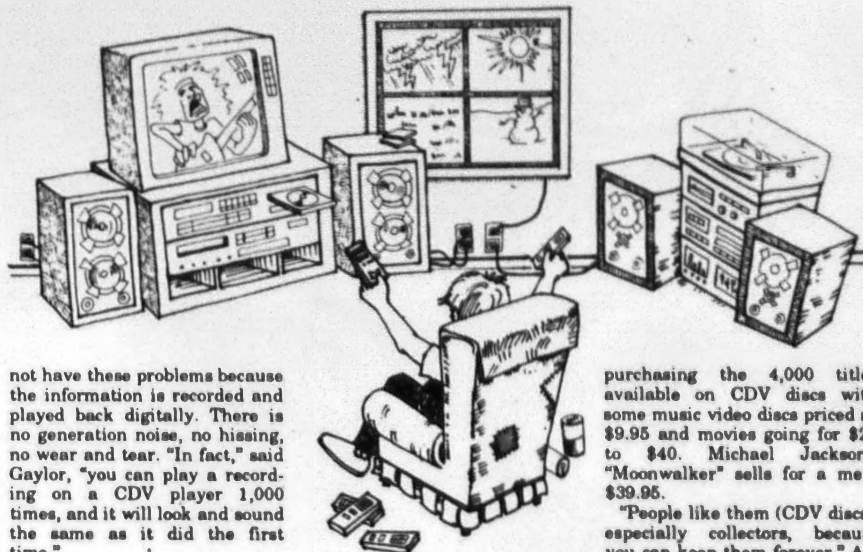 not have these problems because
the information is recorded and
played back digitally. There is
no generation noise, no hissing,
no wear and tear. "In fact," said
Gaylor, "you can play a record-
ing on a CDV player 1,000
times, and it will look and sound
the same as it did the first
time."
purchasing the 4,000
available on CDV discs
some music video discs priced
$9.95 and movies going for
to $40. Michael
"Moonwalker" sells for a
$39.95.
"People like them (CDV
especially collectors,
you can keep them forever."